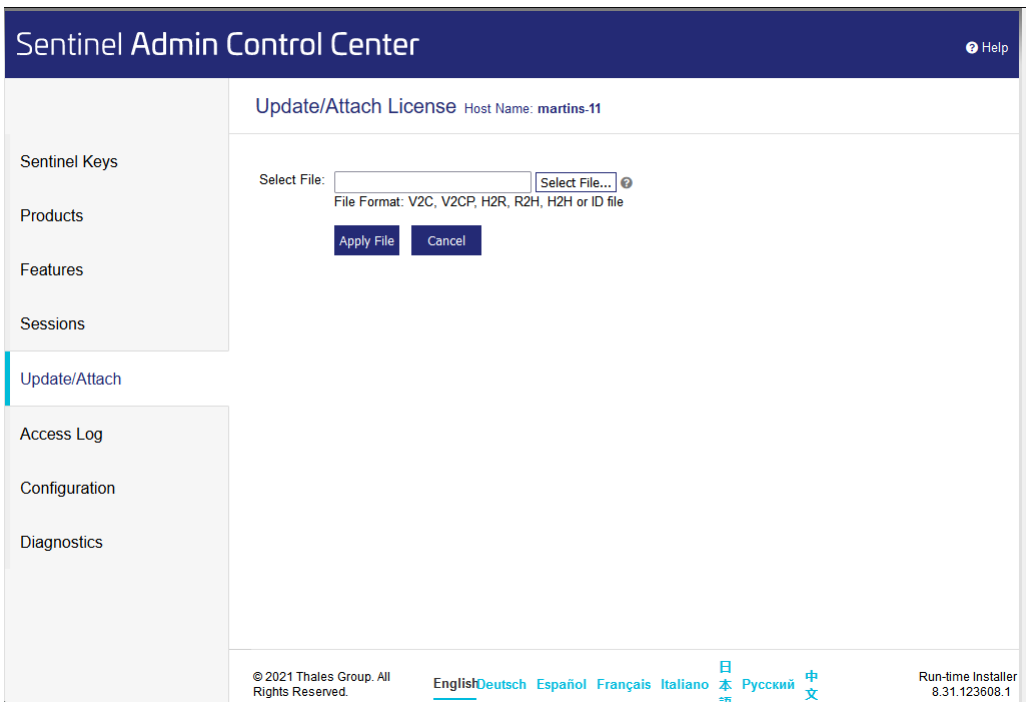 Sentinel Admin Control Center
Help
Update/Attach License Host Name: martins-11
Sentinel Keys
Products
Features
Sessions
Update/Attach
Access Log
Configuration
Diagnostics
Select File:
Select File...
File Format: V2C, V2CP, H2R, R2H, H2H or ID file
Apply File
Cancel
© 2021 Thales Group. All
Rights Reserved.
English Deutsch Español Français Italiano 日本語 Русский 中文
Run-time Installer
8.31.123608.1